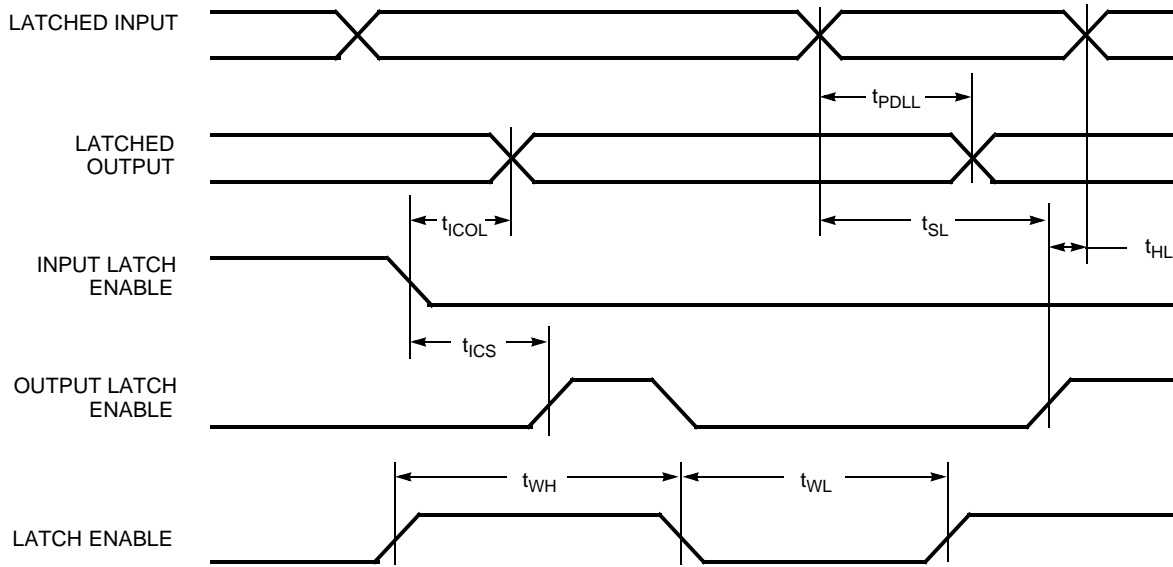 LATCHED INPUT
tPDLL
LATCHED
OUTPUT
tICOL
tSL
tHL
INPUT LATCH
ENABLE
tICS
OUTPUT LATCH
ENABLE
tWH
tWL
LATCH ENABLE